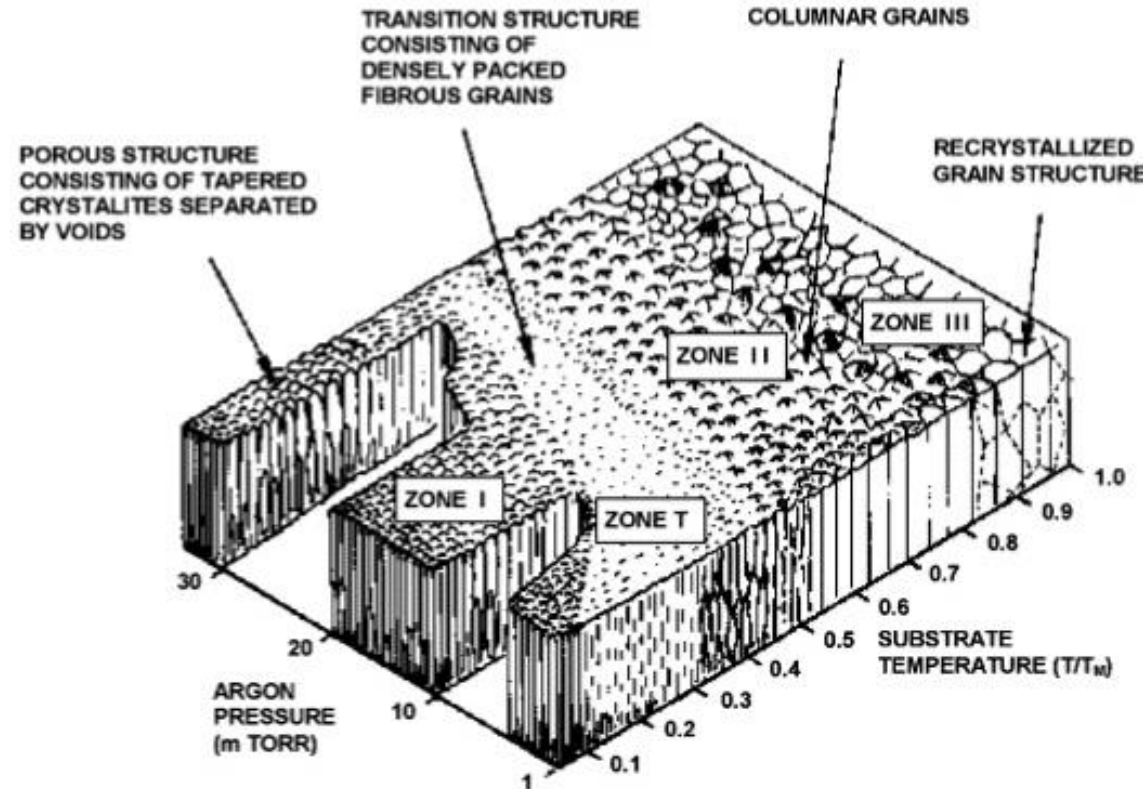 TRANSITION STRUCTURE
CONSISTING OF
DENSELY PACKED
FIBROUS GRAINS
COLUMNAR GRAINS
POROUS STRUCTURE
CONSISTING OF TAPERED
CRYSTALITES SEPARATED
BY VOIDS
RECRYSTALLIZED
GRAIN STRUCTURE
ZONE III
ZONE II
ZONE I
ZONE T
1.0
0.9
0.8
0.7
0.6
0.5
0.4
0.3
0.2
0.1
SUBSTRATE
TEMPERATURE (T/TM)
30
20
10
1
ARGON
PRESSURE
(m TORR)